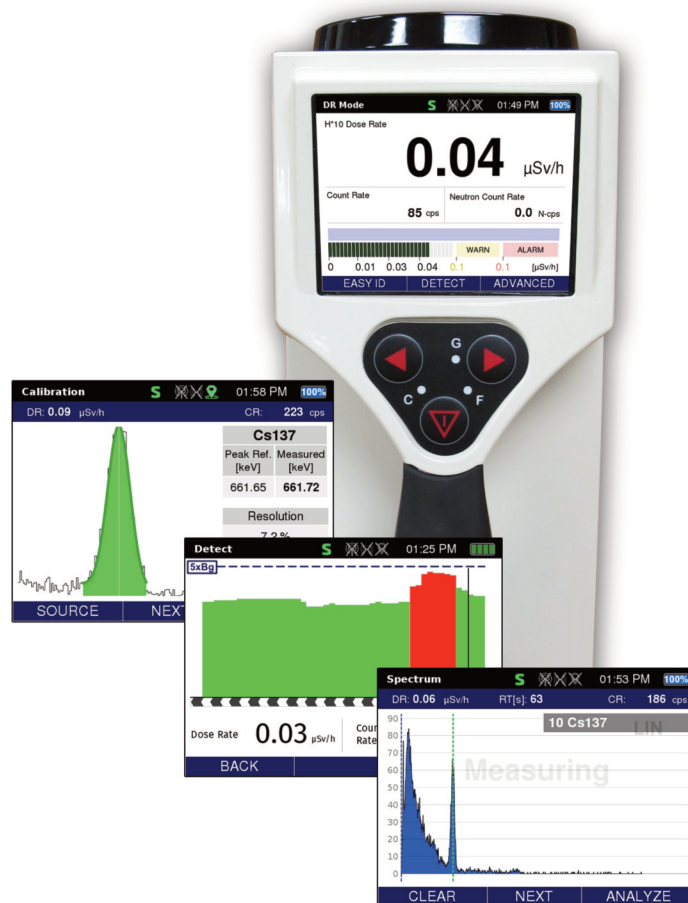 DR Mode S 01:49 PM 100%
H*10 Dose Rate
0.04 µSv/h
Count Rate Neutron Count Rate
85 cps 0.0 N-cps
WARN ALARM
0 0.01 0.03 0.04 0.1 0.1 [µSv/h]
EASY ID DETECT ADVANCED
G
C F
Calibration S 01:58 PM 100%
DR: 0.09 µSv/h CR: 223 cps
Cs137
Peak Ref. Measured
[keV] [keV]
661.65 661.72
Resolution
SOURCE
Detect S 01:25 PM
5xBg
Dose Rate 0.03 µSv/h
Rate
BACK
Spectrum S 01:53 PM 100%
DR: 0.06 µSv/h RT[s]: 63 CR: 186 cps
90
10 Cs137 LIN
80
70
Measuring
60
50
40
30
20
10
0
CLEAR NEXT ANALYZE